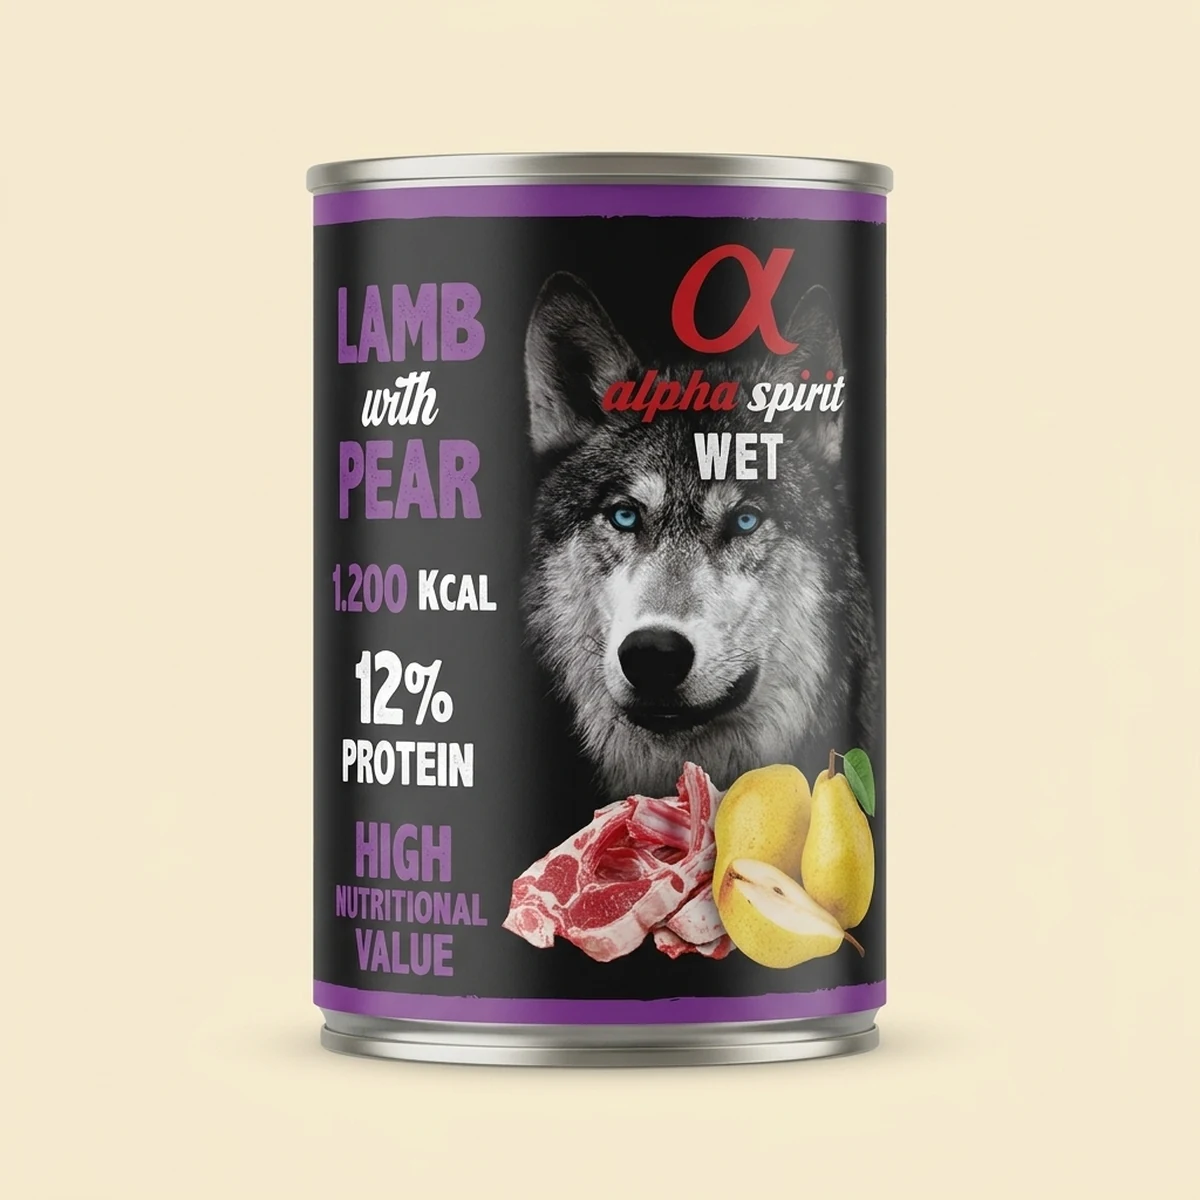 LAMB
with
PEAR
1.200 KCAL
12%
PROTEIN
HIGH
NUTRITIONAL
VALUE
α
alpha spirit
WET